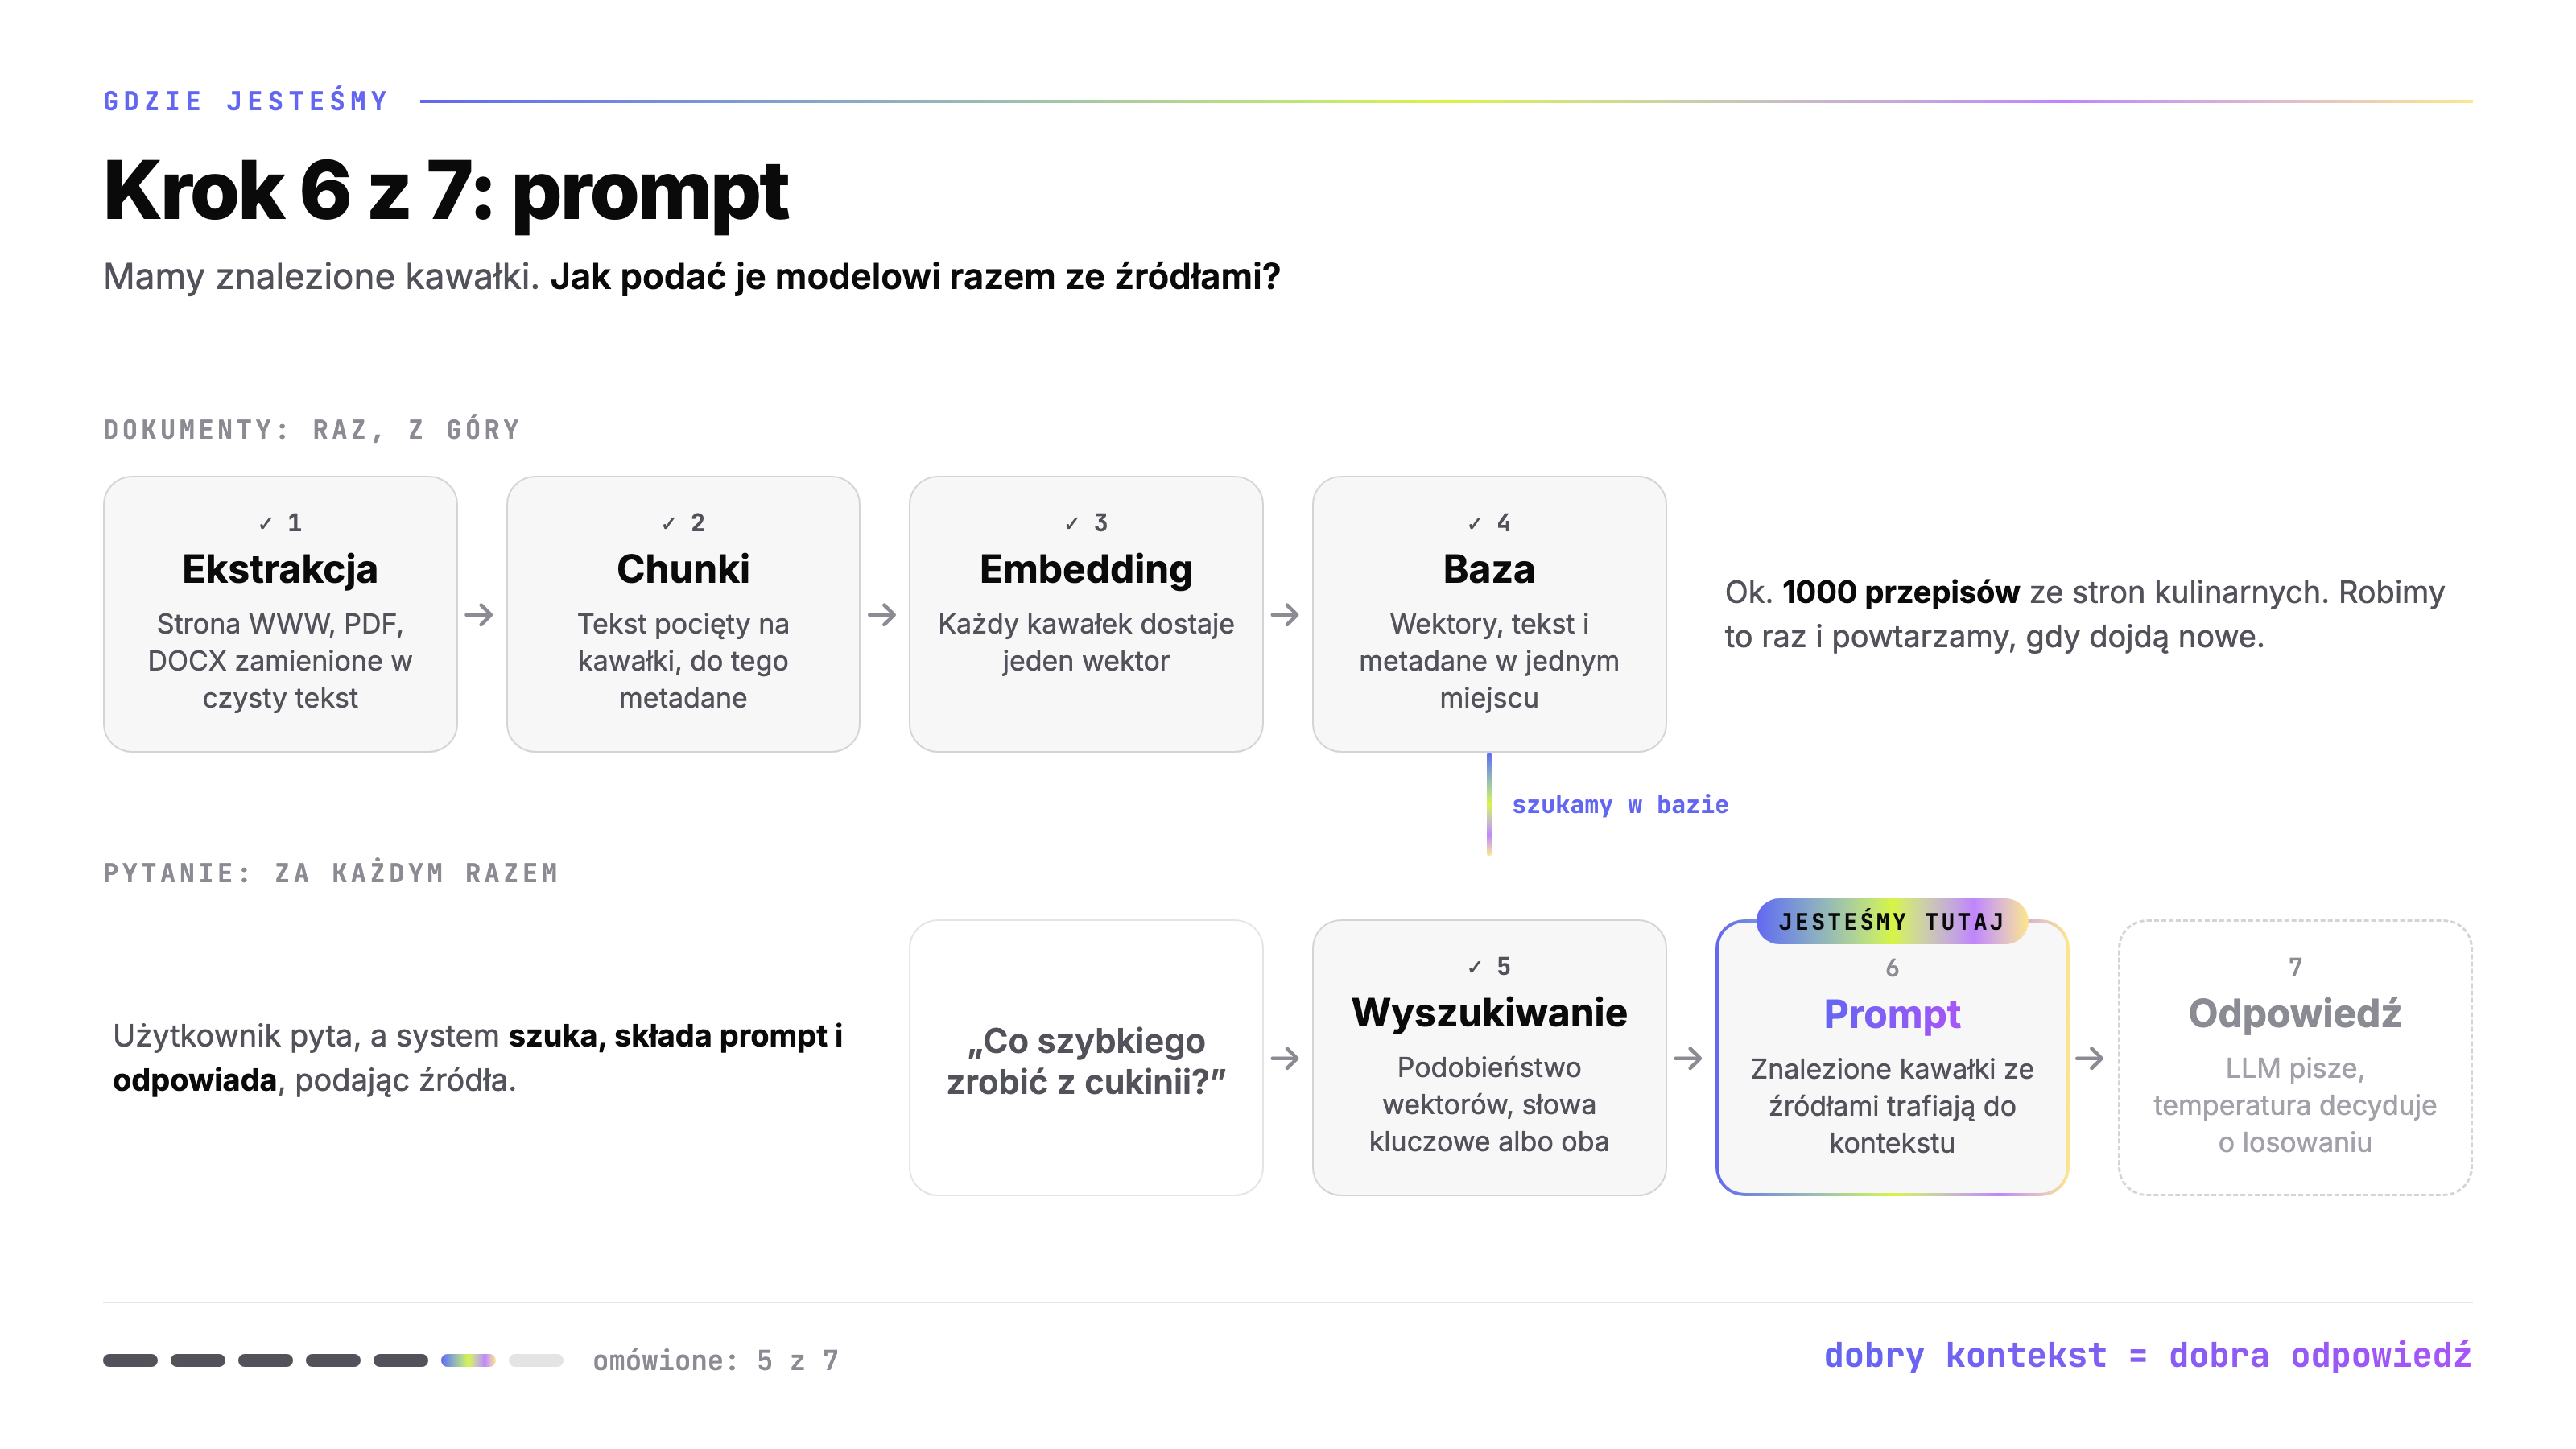 GDZIE JESTEŚMY
Krok 6 z 7: prompt
Mamy znalezione kawałki. Jak podać je modelowi razem ze źródłami?
DOKUMENTY: RAZ, Z GÓRY
✓ 1
Ekstrakcja
Strona WWW, PDF,
DOCX zamienione w
czysty tekst
✓ 2
Chunki
Tekst pocięty na
kawałki, do tego
metadane
✓ 3
Embedding
Każdy kawałek dostaje
jeden wektor
✓ 4
Baza
Wektory, tekst i
metadane w jednym
miejscu
Ok. 1000 przepisów ze stron kulinarnych. Robimy
to raz i powtarzamy, gdy dojdą nowe.
szukamy w bazie
PYTANIE: ZA KAŻDYM RAZEM
Użytkownik pyta, a system szuka, składa prompt i
odpowiada, podając źródła.
„Co szybkiego
zrobić z cukinii?”
✓ 5
Wyszukiwanie
Podobieństwo
wektorów, słowa
kluczowe albo oba
JESTEŚMY TUTAJ
6
Prompt
Znalezione kawałki ze
źródłami trafiają do
kontekstu
7
Odpowiedź
LLM pisze,
temperatura decyduje
o losowaniu
omówione: 5 z 7
dobry kontekst = dobra odpowiedź